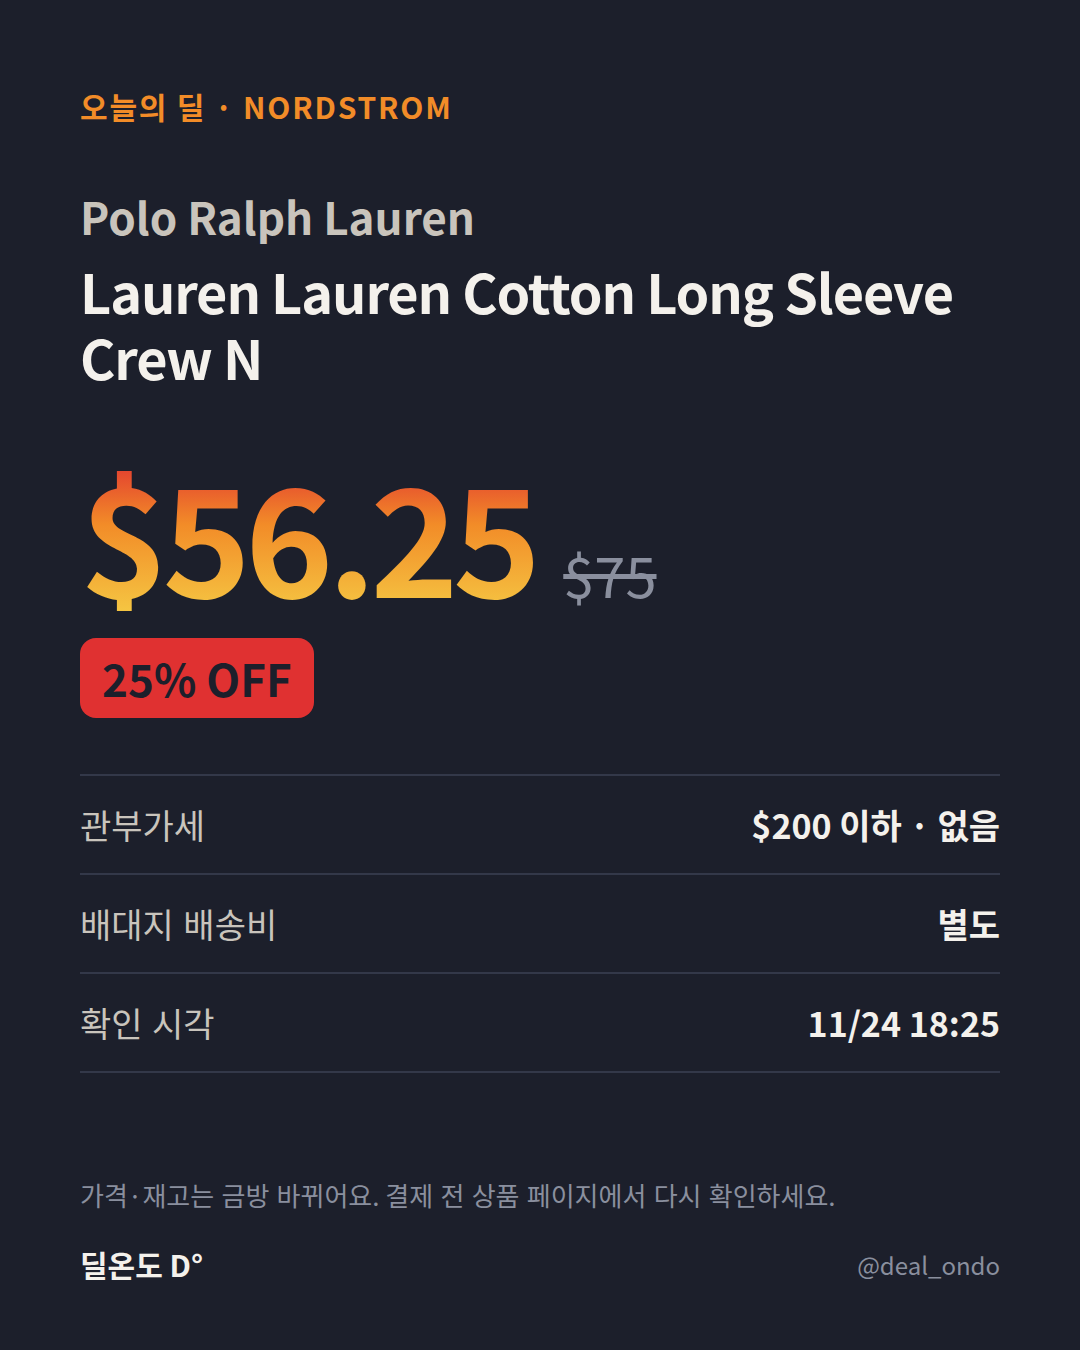 오늘의 딜 · NORDSTROM
Polo Ralph Lauren
Lauren Lauren Cotton Long Sleeve
Crew N
$56.25 $75
25% OFF
관부가세 $200 이하 · 없음
배대지 배송비 별도
확인 시각 11/24 18:25
가격·재고는 금방 바뀌어요. 결제 전 상품 페이지에서 다시 확인하세요.
딜온도 D° @deal_ondo